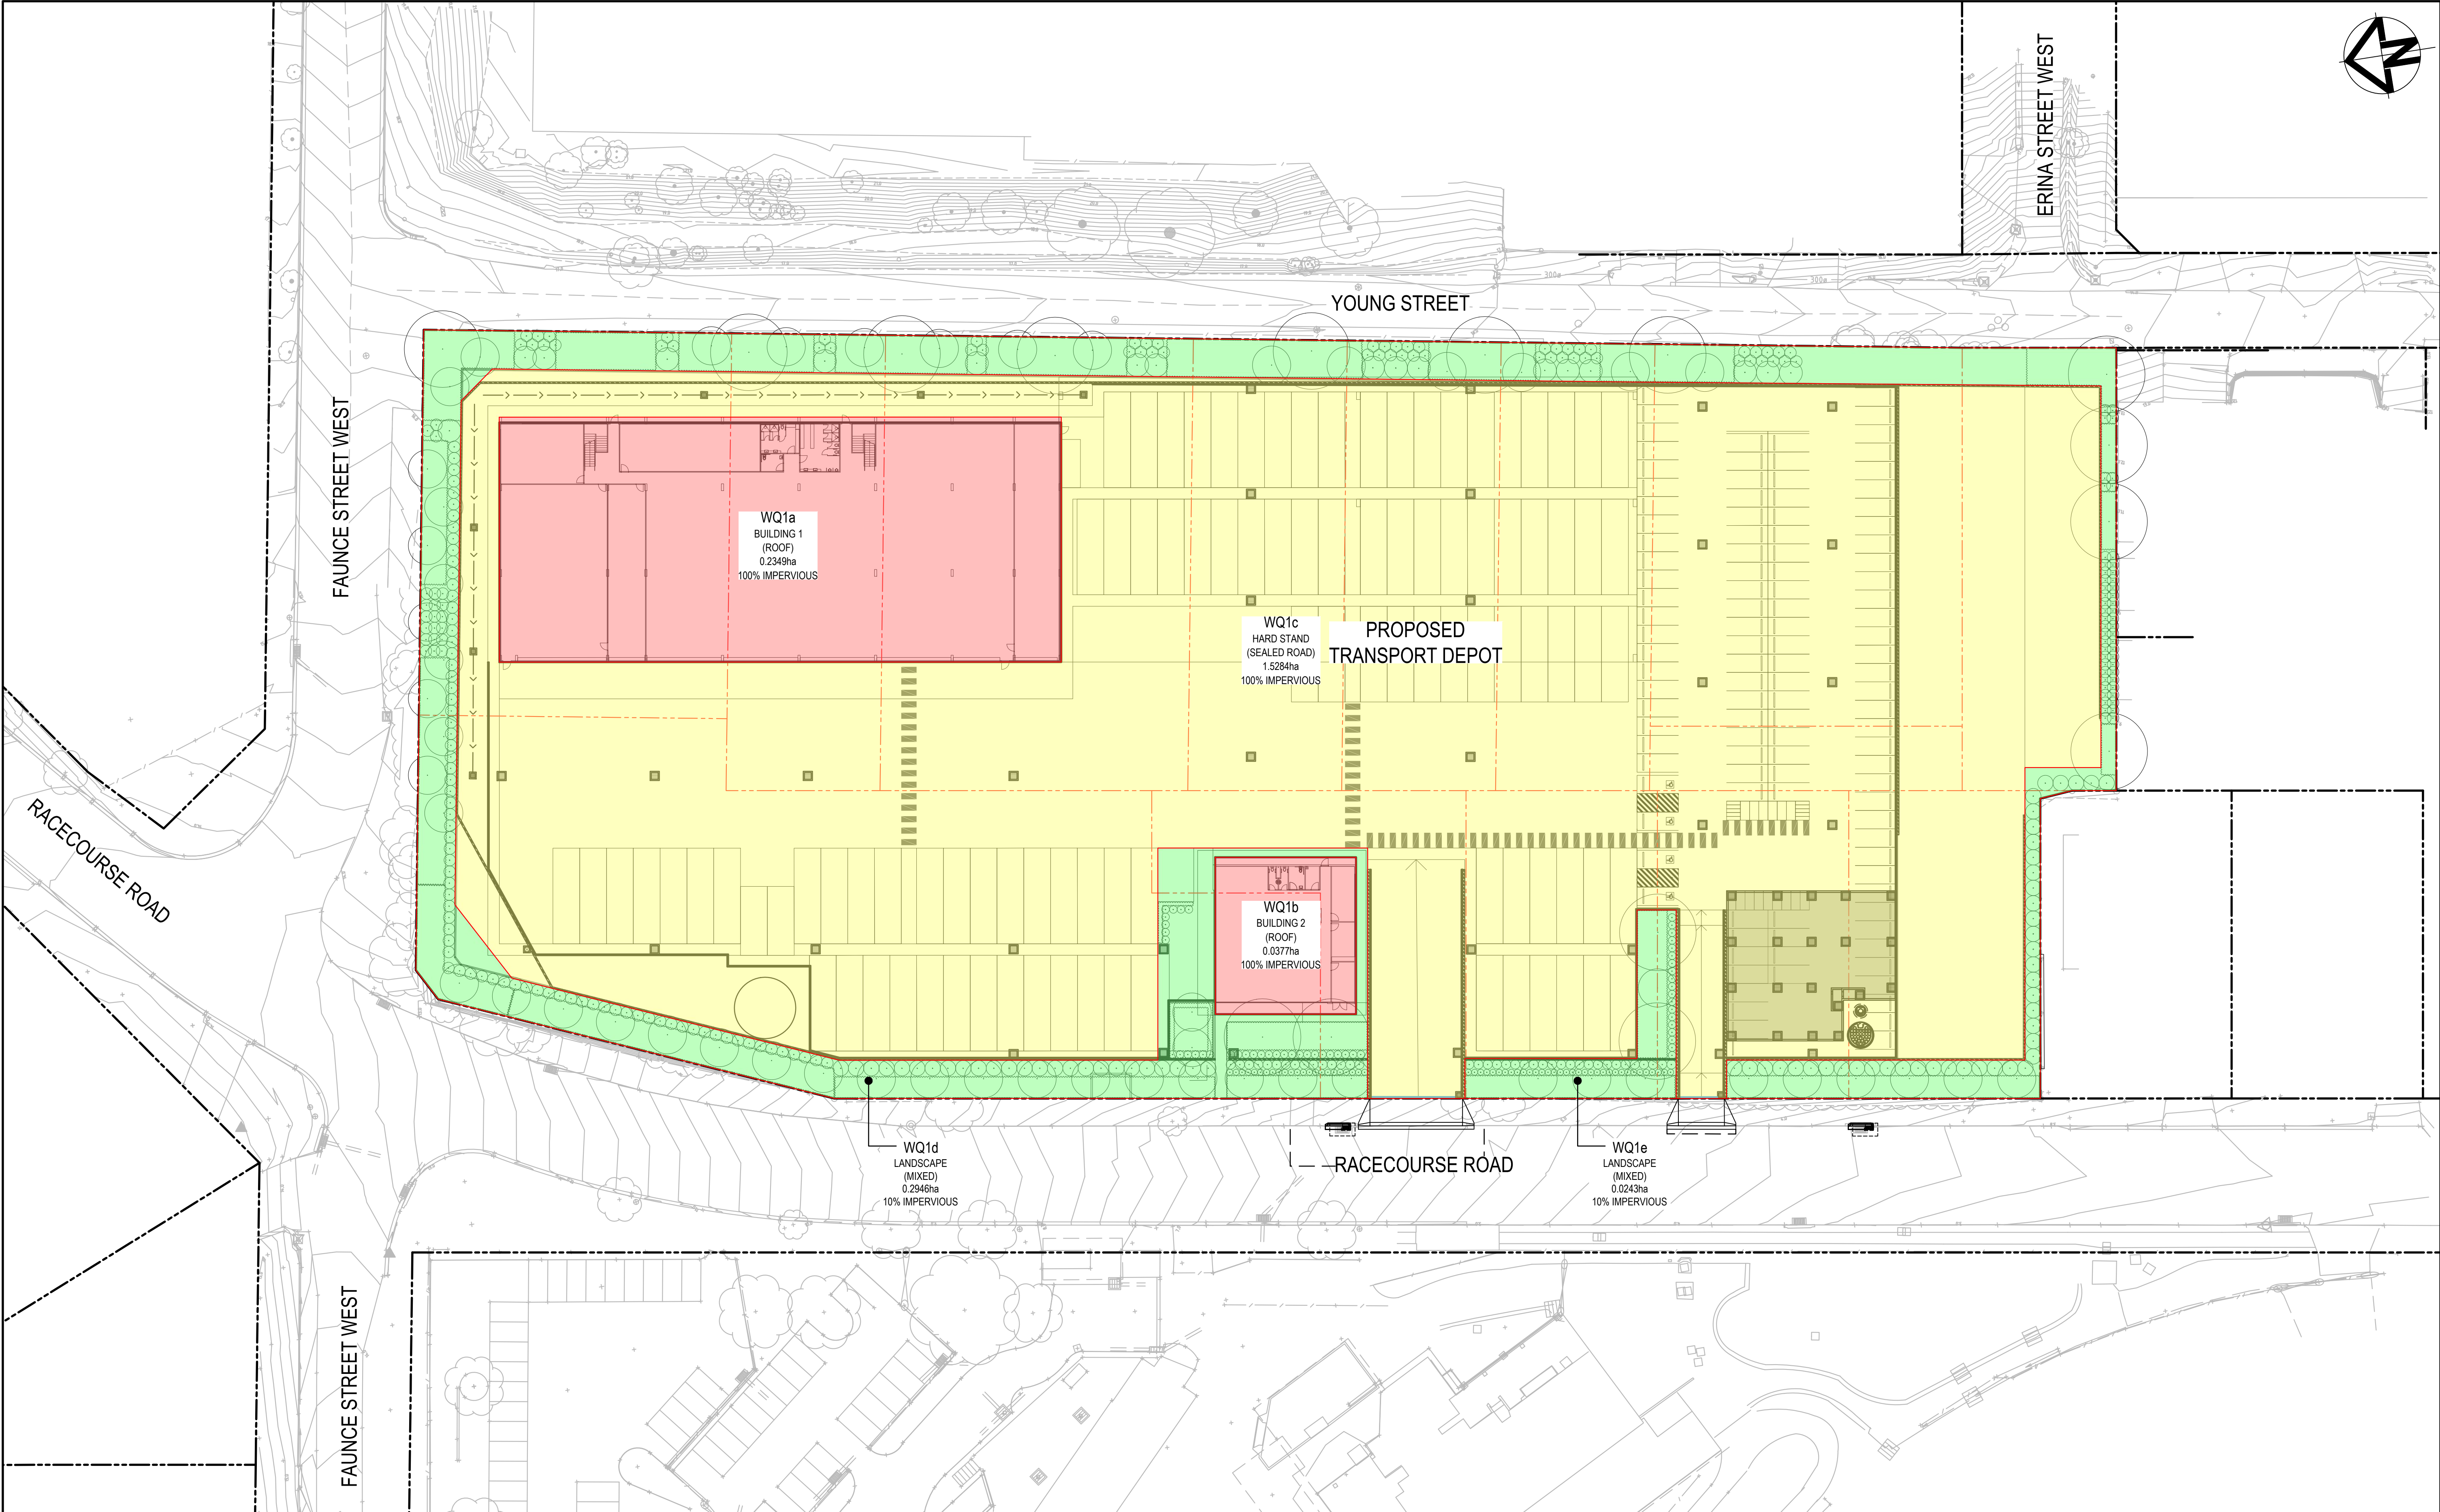 N
ERINA STREET WEST
YOUNG STREET
300ø
300ø
FAUNCE STREET WEST
WQ1a
BUILDING 1
(ROOF)
0.2349ha
100% IMPERVIOUS
WQ1c
HARD STAND
(SEALED ROAD)
1.5284ha
100% IMPERVIOUS
PROPOSED
TRANSPORT DEPOT
RACECOURSE ROAD
WQ1b
BUILDING 2
(ROOF)
0.0377ha
100% IMPERVIOUS
WQ1d
LANDSCAPE
(MIXED)
0.2946ha
10% IMPERVIOUS
RACECOURSE ROAD
WQ1e
LANDSCAPE
(MIXED)
0.0243ha
10% IMPERVIOUS
FAUNCE STREET WEST